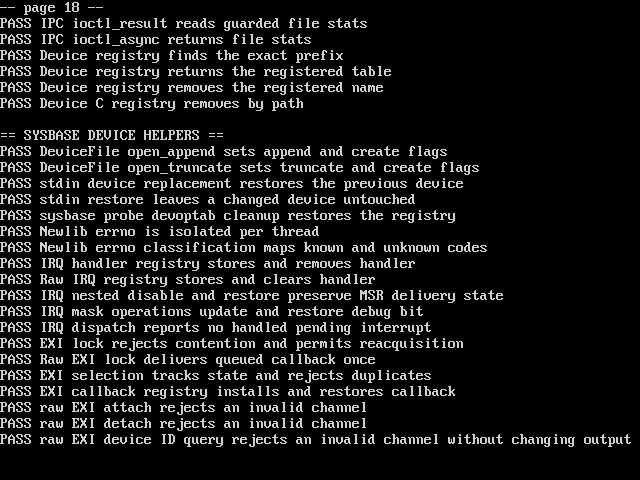 -- page 18 --
PASS IPC ioctl_result reads guarded file stats
PASS IPC ioctl_async returns file stats
PASS Device registry finds the exact prefix
PASS Device registry returns the registered table
PASS Device registry removes the registered name
PASS Device C registry removes by path
== SYSBASE DEVICE HELPERS ==
PASS DeviceFile open_append sets append and create flags
PASS DeviceFile open_truncate sets truncate and create flags
PASS stdin device replacement restores the previous device
PASS stdin restore leaves a changed device untouched
PASS sysbase probe devoptab cleanup restores the registry
PASS Newlib errno is isolated per thread
PASS Newlib errno classification maps known and unknown codes
PASS IRQ handler registry stores and removes handler
PASS Raw IRQ registry stores and clears handler
PASS IRQ nested disable and restore preserve MSR delivery state
PASS IRQ mask operations update and restore debug bit
PASS IRQ dispatch reports no handled pending interrupt
PASS EXI lock rejects contention and permits reacquisition
PASS Raw EXI lock delivers queued callback once
PASS EXI selection tracks state and rejects duplicates
PASS EXI callback registry installs and restores callback
PASS raw EXI attach rejects an invalid channel
PASS raw EXI detach rejects an invalid channel
PASS raw EXI device ID query rejects an invalid channel without changing output